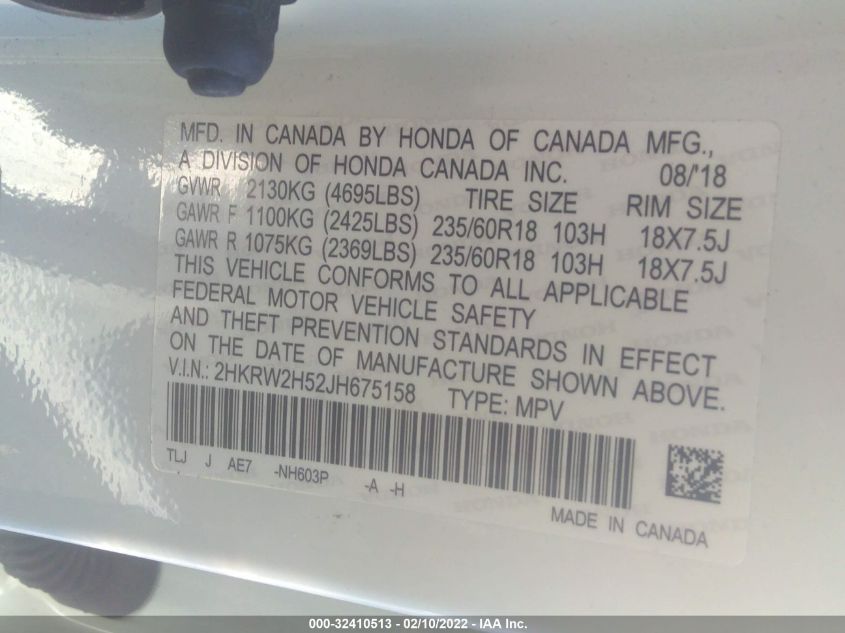 MFD. IN CANADA BY HONDA OF CANADA MFG.,
A DIVISION OF HONDA CANADA INC. 08/'18
GVWR 2130KG (4695LBS) TIRE SIZE RIM SIZE
GAWR F 1100KG (2425LBS) 235/60R18 103H 18X7.5J
GAWR R 1075KG (2369LBS) 235/60R18 103H 18X7.5J
THIS VEHICLE CONFORMS TO ALL APPLICABLE
FEDERAL MOTOR VEHICLE SAFETY
AND THEFT PREVENTION STANDARDS IN EFFECT
ON THE DATE OF MANUFACTURE SHOWN ABOVE.
V.I.N.: 2HKRW2H52JH675158 TYPE: MPV
TLJ J AE7 -NH603P -A -H
MADE IN CANADA
000-32410513 - 02/10/2022 - IAA Inc.